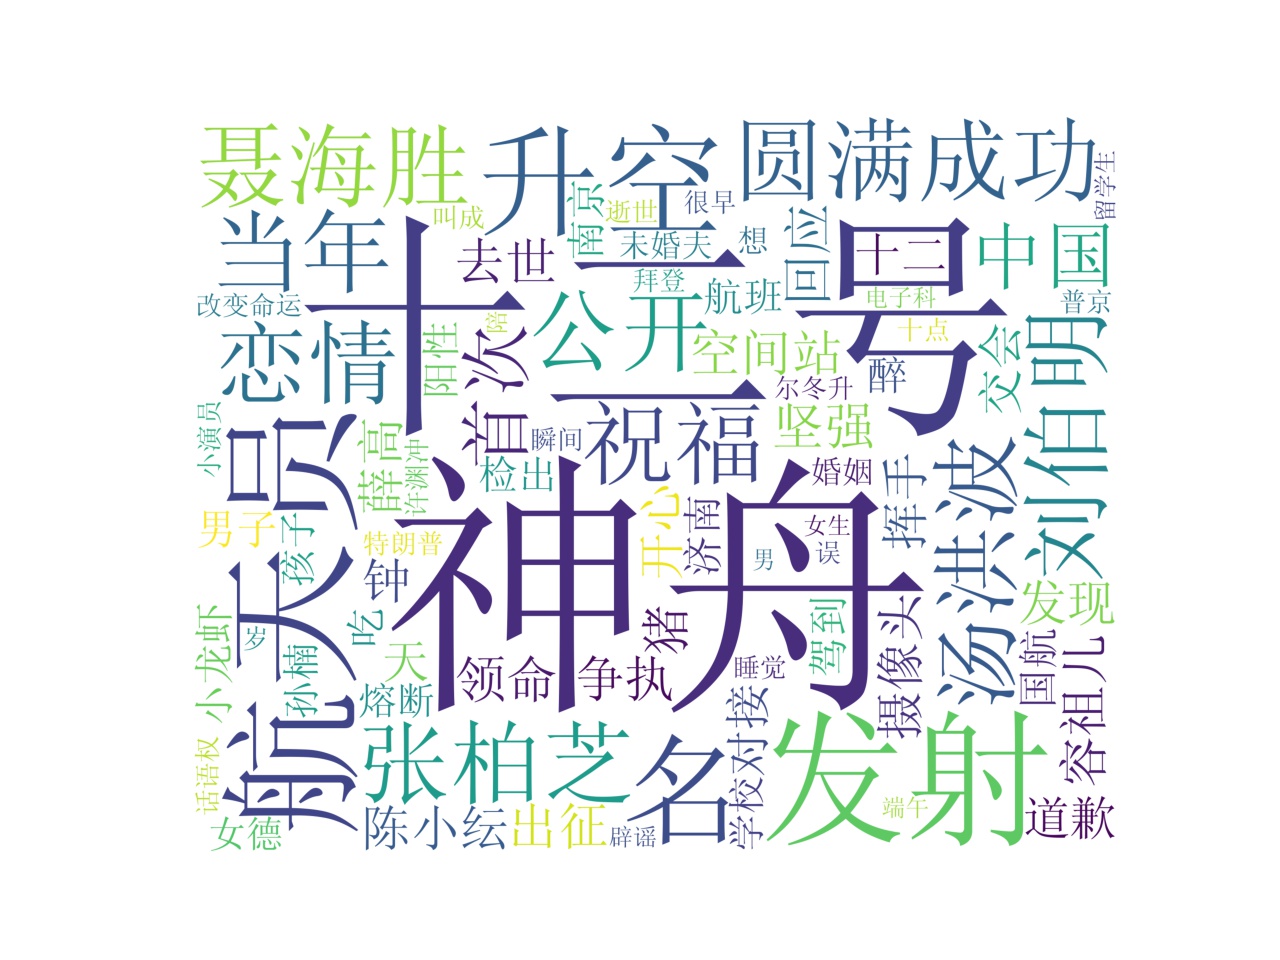 聂海胜
升空
圆满成功
留学生
当年
叫成
南京
逝世
很早
去世
未婚夫
想
回应
号
十二
中国
十二
改变命运
拜登
航班
电子科
普京
恋情
阳性
陪
首次
公开
空间站
十点
交会
刘伯明
醉
尔冬升
小演员
航天员
薛高
许渊冲
瞬间
祝福
坚强
检出
婚姻
挥手
汤洪波
神舟
男子
孩子
特朗普
开心
济南
女生
男
误
钟
发现
小龙虾
岁
孙楠
吃
天
领命
争执
猪
睡觉
驾到
摄像头
国航
容祖儿
熔断
话语权
张柏芝
名
对接
学校
发射
女德
陈小纭
出征
辟谣
端午
道歉